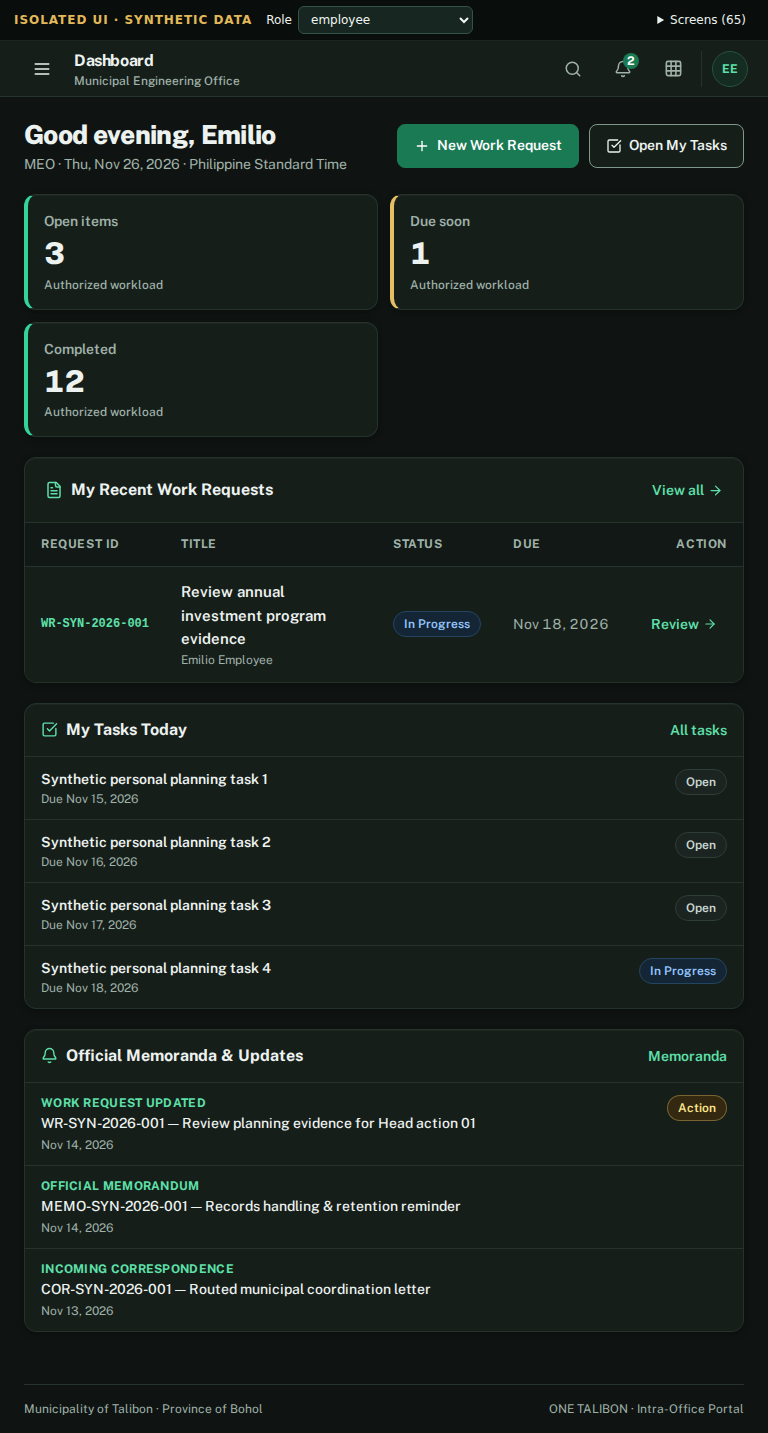 ISOLATED UI · SYNTHETIC DATA Role employee Screens (65)
Dashboard
Municipal Engineering Office
2
EE
Good evening, Emilio
MEO · Thu, Nov 26, 2026 · Philippine Standard Time
New Work Request
Open My Tasks
Open items
3
Authorized workload
Due soon
1
Authorized workload
Completed
12
Authorized workload
My Recent Work Requests
View all →
REQUEST ID TITLE STATUS DUE ACTION
WR-SYN-2026-001
Review annual
investment program
evidence
Emilio Employee
In Progress
Nov 18, 2026
Review →
My Tasks Today
All tasks
Synthetic personal planning task 1
Due Nov 15, 2026
Open
Synthetic personal planning task 2
Due Nov 16, 2026
Open
Synthetic personal planning task 3
Due Nov 17, 2026
Open
Synthetic personal planning task 4
Due Nov 18, 2026
In Progress
Official Memoranda & Updates
Memoranda
WORK REQUEST UPDATED
WR-SYN-2026-001 — Review planning evidence for Head action 01
Nov 14, 2026
Action
OFFICIAL MEMORANDUM
MEMO-SYN-2026-001 — Records handling & retention reminder
Nov 14, 2026
INCOMING CORRESPONDENCE
COR-SYN-2026-001 — Routed municipal coordination letter
Nov 13, 2026
Municipality of Talibon · Province of Bohol
ONE TALIBON · Intra-Office Portal